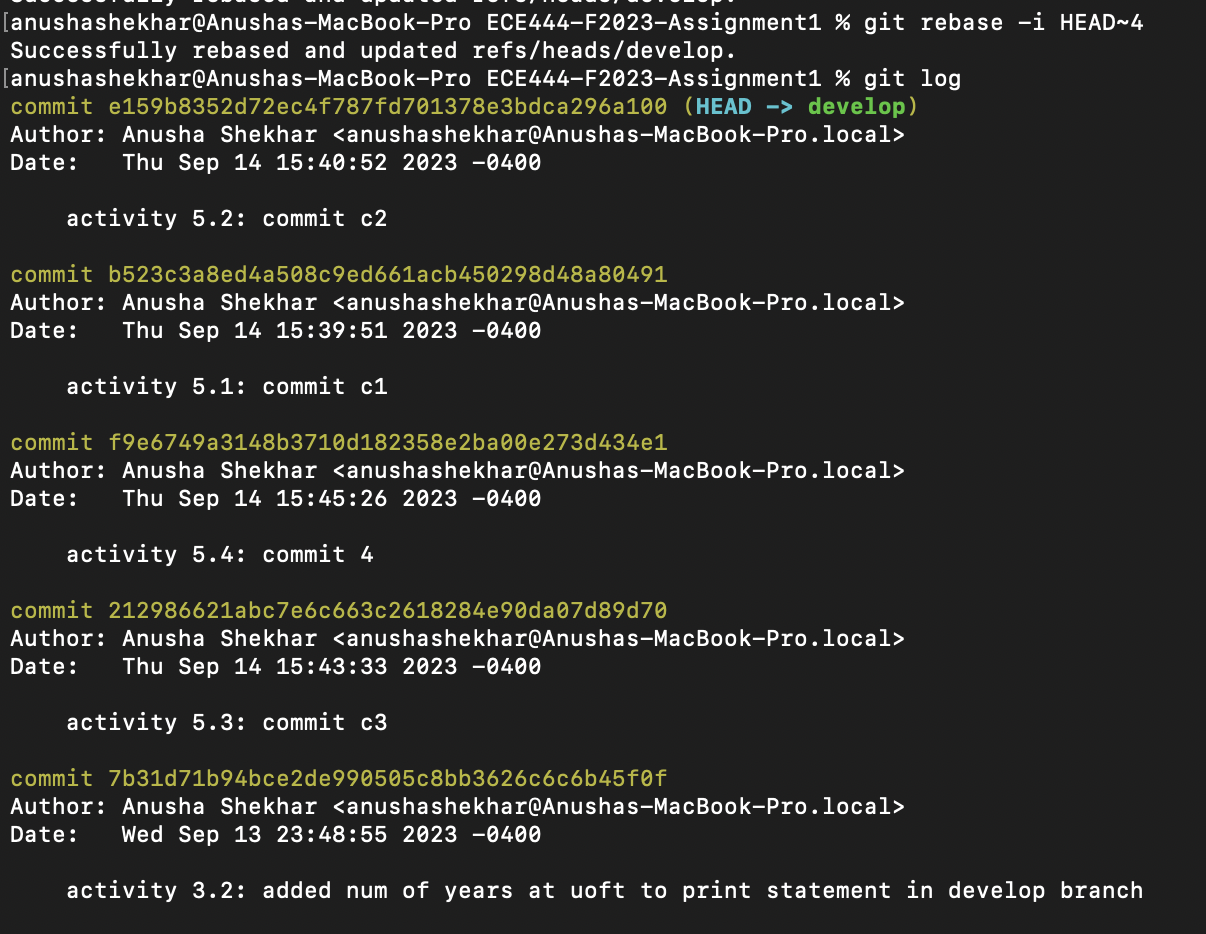 Successfully rebased and updated refs/heads/develop.
[anushashekhar@Anushas-MacBook-Pro ECE444-F2023-Assignment1 % git rebase -i HEAD~4
Successfully rebased and updated refs/heads/develop.
[anushashekhar@Anushas-MacBook-Pro ECE444-F2023-Assignment1 % git log
commit e159b8352d72ec4f787fd701378e3bdca296a100 (HEAD -> develop)
Author: Anusha Shekhar <anushashekhar@Anushas-MacBook-Pro.local>
Date:   Thu Sep 14 15:40:52 2023 -0400
    activity 5.2: commit c2
commit b523c3a8ed4a508c9ed661acb450298d48a80491
Author: Anusha Shekhar <anushashekhar@Anushas-MacBook-Pro.local>
Date:   Thu Sep 14 15:39:51 2023 -0400
    activity 5.1: commit c1
commit f9e6749a3148b3710d182358e2ba00e273d434e1
Author: Anusha Shekhar <anushashekhar@Anushas-MacBook-Pro.local>
Date:   Thu Sep 14 15:45:26 2023 -0400
    activity 5.4: commit 4
commit 212986621abc7e6c663c2618284e90da07d89d70
Author: Anusha Shekhar <anushashekhar@Anushas-MacBook-Pro.local>
Date:   Thu Sep 14 15:43:33 2023 -0400
    activity 5.3: commit c3
commit 7b31d71b94bce2de990505c8bb3626c6c6b45f0f
Author: Anusha Shekhar <anushashekhar@Anushas-MacBook-Pro.local>
Date:   Wed Sep 13 23:48:55 2023 -0400
    activity 3.2: added num of years at uoft to print statement in develop branch